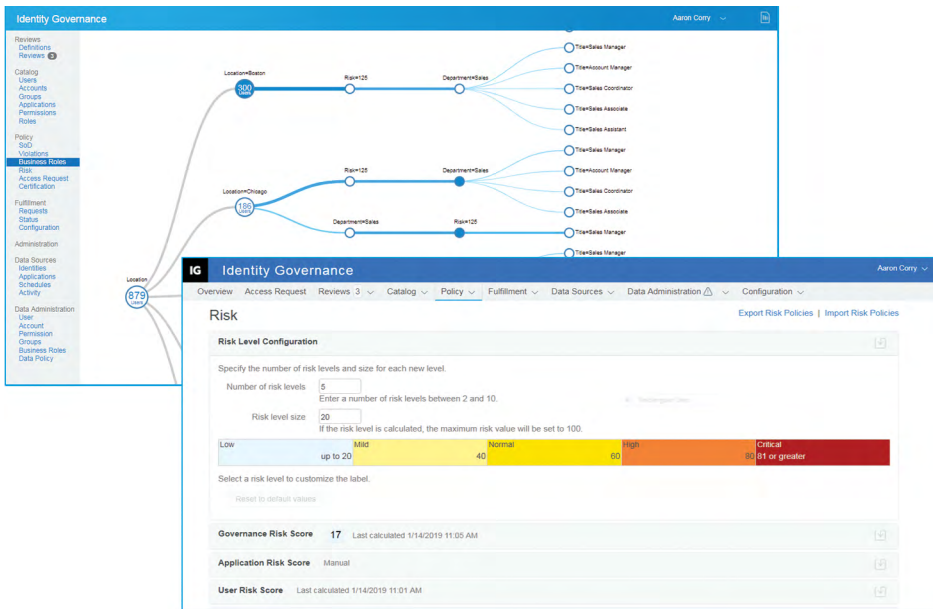 Identity Governance
Aaron Corry
Reviews
Definitions
Reviews 3
Catalog
Users
Accounts
Groups
Applications
Permissions
Roles
Policy
SoD
Violations
Business Roles
Risk
Access Request
Certification
Fulfillment
Requests
Status
Configuration
Administration
Data Sources
Identities
Applications
Schedules
Activity
Data Administration
User
Account
Permission
Groups
Business Roles
Data Policy
Location
879
Users
Location=Boston
300
Users
Risk=125
Department=Sales
Title=Sales Manager
Title=Account Manager
Title=Sales Coordinator
Title=Sales Associate
Title=Sales Assistant
Location=Chicago
186
Users
Risk=125
Department=Sales
Title=Sales Manager
Title=Account Manager
Title=Sales Coordinator
Title=Sales Associate
Department=Sales
Risk=125
Title=Sales Manager
Title=Sales Manager
IG Identity Governance
Aaron Corry
Overview Access Request Reviews 3 Catalog Policy Fulfillment Data Sources Data Administration Configuration
Risk
Export Risk Policies | Import Risk Policies
Risk Level Configuration
Specify the number of risk levels and size for each new level.
Number of risk levels 5
Enter a number of risk levels between 2 and 10.
Risk level size 20
If the risk level is calculated, the maximum risk value will be set to 100.
Low Mild Normal High Critical
up to 20 40 60 80 81 or greater
Select a risk level to customize the label.
Reset to default values
Governance Risk Score 17 Last calculated 1/14/2019 11:05 AM
Application Risk Score Manual
User Risk Score Last calculated 1/14/2019 11:01 AM